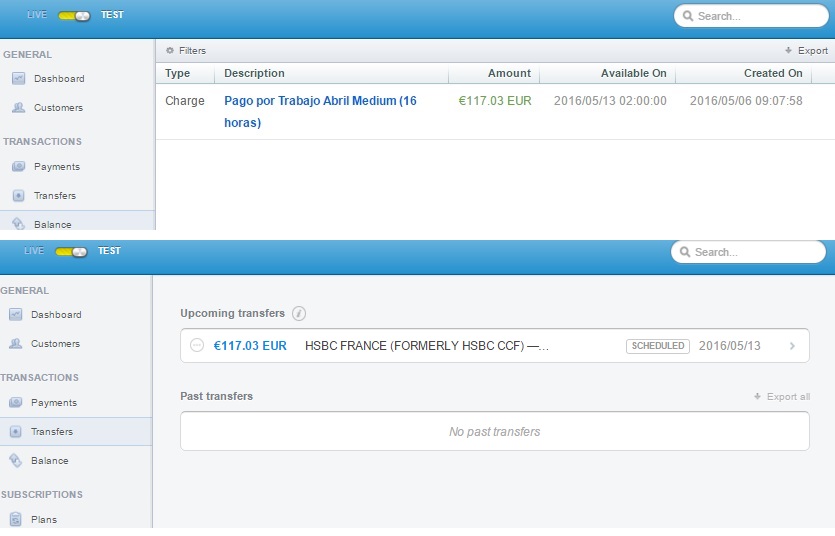 LIVE TEST Search...
GENERAL
Filters Export
Type Description Amount Available On Created On
Dashboard
Charge Pago por Trabajo Abril Medium (16 €117.03 EUR 2016/05/13 02:00:00 2016/05/06 09:07:58
horas)
Customers
TRANSACTIONS
Payments
Transfers
Balance
LIVE TEST Search...
GENERAL
Dashboard
Customers
TRANSACTIONS
Payments
Transfers
Balance
SUBSCRIPTIONS
Plans
Upcoming transfers i
€117.03 EUR HSBC FRANCE (FORMERLY HSBC CCF) —... SCHEDULED 2016/05/13
Past transfers Export all
No past transfers